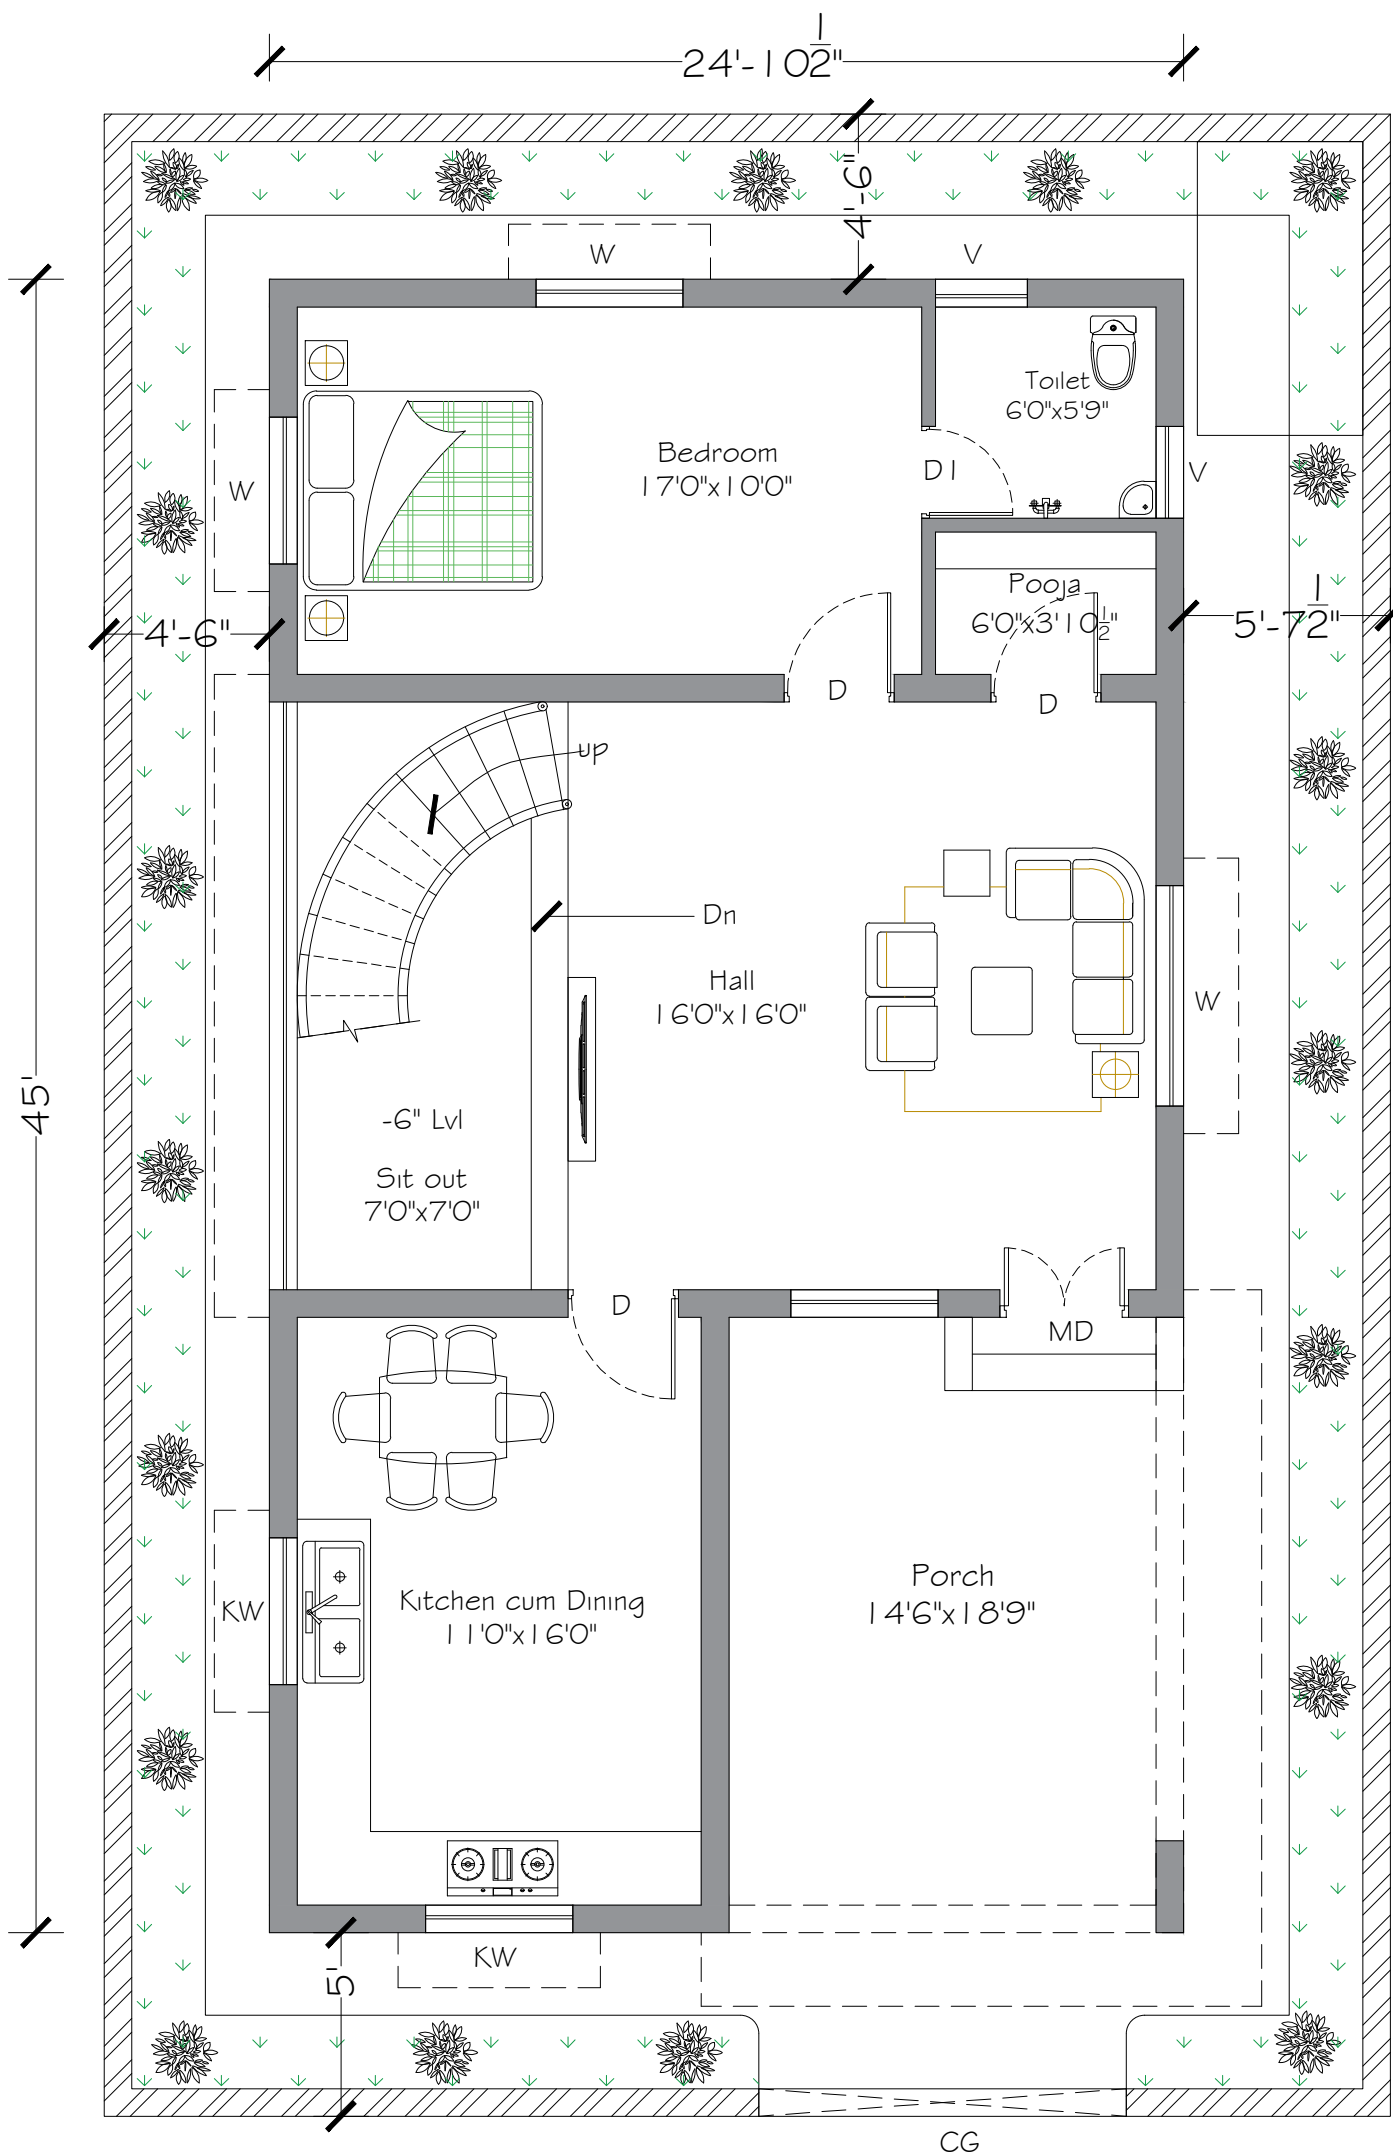 24'-10 1/2"
4'-6"
W
V
Toilet
6'0"x5'9"
Bedroom
17'0"x10'0"
D1
V
W
Pooja
6'0"x3'10 1/2"
4'-6"
5'-7 1/2"
D
D
up
Dn
Hall
16'0"x16'0"
W
45'
-6" Lvl
Sit out
7'0"x7'0"
D
MD
Porch
14'6"x18'9"
Kitchen cum Dining
11'0"x16'0"
KW
KW
5'
CG